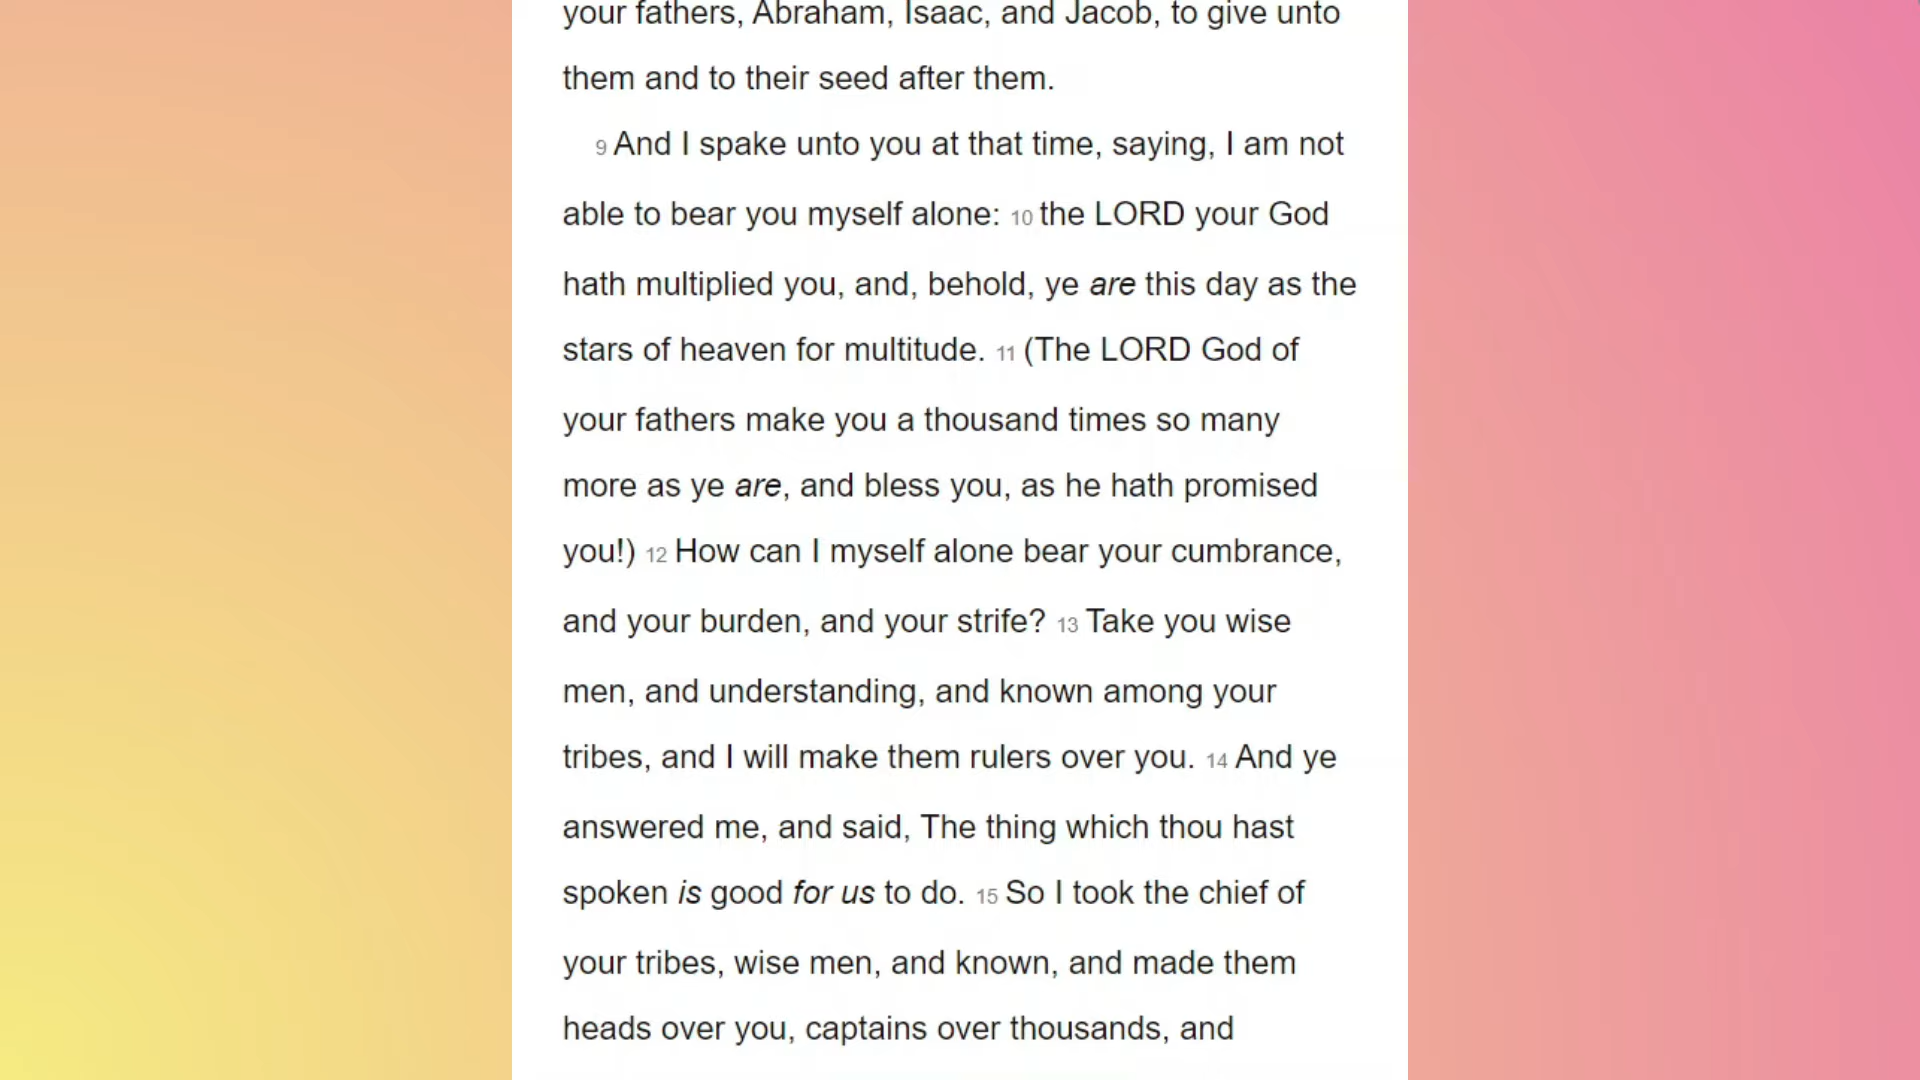 your fathers, Abraham, Isaac, and Jacob, to give unto
them and to their seed after them.
9 And I spake unto you at that time, saying, I am not
able to bear you myself alone: 10 the LORD your God
hath multiplied you, and, behold, ye are this day as the
stars of heaven for multitude. 11 (The LORD God of
your fathers make you a thousand times so many
more as ye are, and bless you, as he hath promised
you!) 12 How can I myself alone bear your cumbrance,
and your burden, and your strife? 13 Take you wise
men, and understanding, and known among your
tribes, and I will make them rulers over you. 14 And ye
answered me, and said, The thing which thou hast
spoken is good for us to do. 15 So I took the chief of
your tribes, wise men, and known, and made them
heads over you, captains over thousands, and